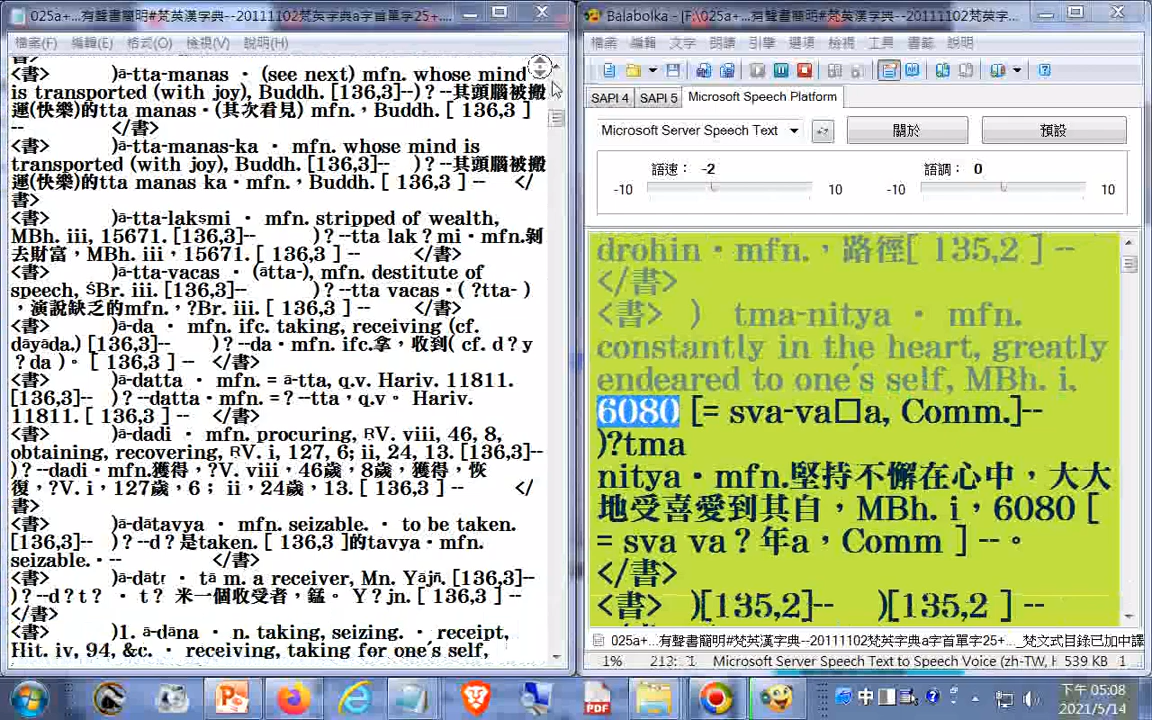 025a+...有聲書簡明#梵英漢字典--20111102梵英字典a字首單字25+...
檔案(F) 編輯(E) 格式(O) 檢視(V) 說明(H)
書>
<書> )ā-tta-manas • (see next) mfn. whose mind
is transported (with joy), Buddh. [136,3]--)？--其頭腦被搬
運(快樂)的tta manas•(其次看見) mfn.，Buddh. [ 136,3 ]
-- </書>
<書> )ā-tta-manas-ka • mfn. whose mind is
transported (with joy), Buddh. [136,3]-- )？--其頭腦被搬
運(快樂)的tta manas ka•mfn.，Buddh. [ 136,3 ] -- </
書>
<書> )ā-tta-lakṣmi • mfn. stripped of wealth,
MBh. iii, 15671. [136,3]-- )？--tta lak？mi•mfn.剝
去財富，MBh. iii，15671. [ 136,3 ] </書>
<書> )ā-tta-vacas • (ātta-), mfn. destitute of
speech, ŚBr. iii. [136,3]-- )？--tta vacas•(？tta-)
，演說缺乏的mfn.，?Br. iii. [ 136,3 ] </書>
<書> )ā-da • mfn. ifc. taking, receiving (cf.
dāyāda.) [136,3]-- )？--da•mfn. ifc.拿，收到( cf. d？y
？da )。 [ 136,3 ] </書>
<書> )ā-datta • mfn. = ā-tta, q.v. Hariv. 11811.
[136,3]-- )？--datta•mfn. =？--tta, q.v。 Hariv.
11811. [ 136,3 ] </書>
<書> )ā-dadi • mfn. procuring, ṚV. viii, 46, 8,
obtaining, recovering, ṚV. i, 127, 6; ii, 24, 13. [136,3]--
)？--dadi•mfn.獲得，?V. viii，46歲，8歲，獲得，恢
復，?V. i，127歲，6； ii，24歲，13. [ 136,3 ] </
書>
<書> )ā-dātavya • mfn. seizable. • to be taken.
[136,3]-- )？--d？是taken. [ 136,3 ]的tavya•mfn.
seizable.•-- </書>
<書> )ā-dātṛ • tā m. a receiver, Mn. Yājñ. [136,3]--
)？--d？t？ •t？ 米一個收受者，錳。 Y？jn. [ 136,3 ]
</書>
<書> )1. ā-dāna • n. taking, seizing. • receipt,
Hit. iv, 94, &c. • receiving, taking for one's self,
Balabolka - [F:\025a+...有聲書簡明#梵英漢字典--20111102梵英字...
檔案 編輯 文字 朗讀 引擎 選項 檢視 工具 書籤 說明
SAPI 4 SAPI 5 Microsoft Speech Platform
Microsoft Server Speech Text 關於 預設
語速： -2 語調： 0
-10 10 -10 10
drohin•mfn.，路徑[ 135,2 ] --
</書>
<書> ) tma-nitya • mfn.
constantly in the heart, greatly
endeared to one's self, MBh. i,
6080 [= sva-va□a, Comm.]--
)?tma
nitya•mfn.堅持不懈在心中，大大
地受喜愛到其自，MBh. i，6080 [
= sva va？年a，Comm ] --。
</書>
<書> )[135,2]-- )[135,2 ] --
025a+...有聲書簡明#梵英漢字典--20111102梵英字典a字首單字25+..._梵文式目錄已加中譯
1% 213: 1 Microsoft Server Speech Text to Speech Voice (zh-TW, H 539 KB 1
中
下午 05:08
2021/5/14